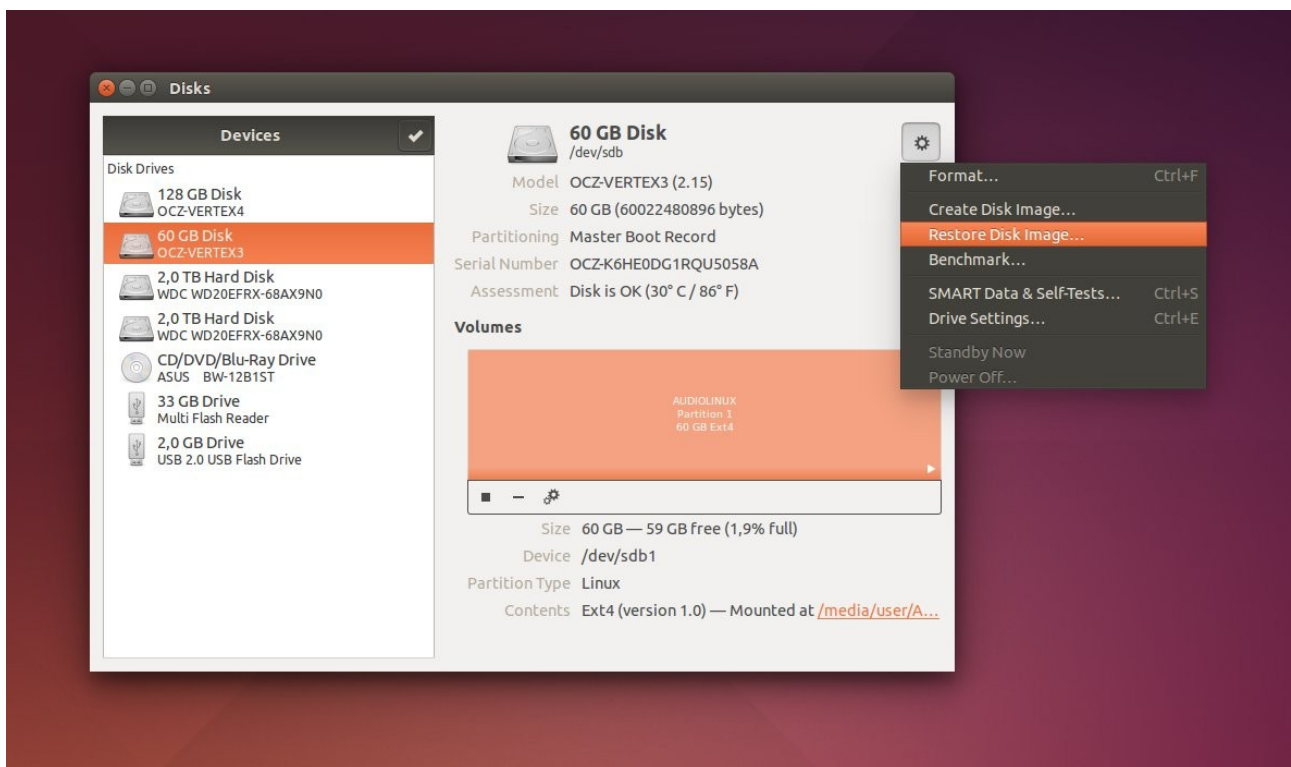 Disks
Devices
Disk Drives
128 GB Disk
OCZ-VERTEX4
60 GB Disk
OCZ-VERTEX3
2,0 TB Hard Disk
WDC WD20EFRX-68AX9N0
2,0 TB Hard Disk
WDC WD20EFRX-68AX9N0
CD/DVD/Blu-Ray Drive
ASUS BW-12B1ST
33 GB Drive
Multi Flash Reader
2,0 GB Drive
USB 2.0 USB Flash Drive
60 GB Disk
/dev/sdb
Model OCZ-VERTEX3 (2.15)
Size 60 GB (60022480896 bytes)
Partitioning Master Boot Record
Serial Number OCZ-K6HE0DG1RQU5058A
Assessment Disk is OK (30° C / 86° F)
Volumes
AUDIOLINUX
Partition 1
60 GB Ext4
Size 60 GB — 59 GB free (1,9% full)
Device /dev/sdb1
Partition Type Linux
Contents Ext4 (version 1.0) — Mounted at /media/user/A...
Format... Ctrl+F
Create Disk Image...
Restore Disk Image...
Benchmark...
SMART Data & Self-Tests... Ctrl+S
Drive Settings... Ctrl+E
Standby Now
Power Off...